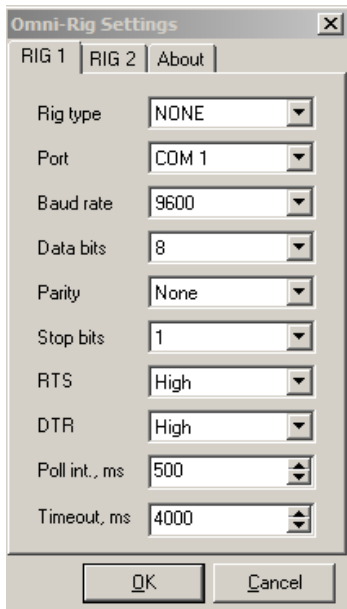 Omni-Rig Settings
RIG 1 RIG 2 About
Rig type NONE
Port COM 1
Baud rate 9600
Data bits 8
Parity None
Stop bits 1
RTS High
DTR High
Poll int., ms 500
Timeout, ms 4000
OK Cancel